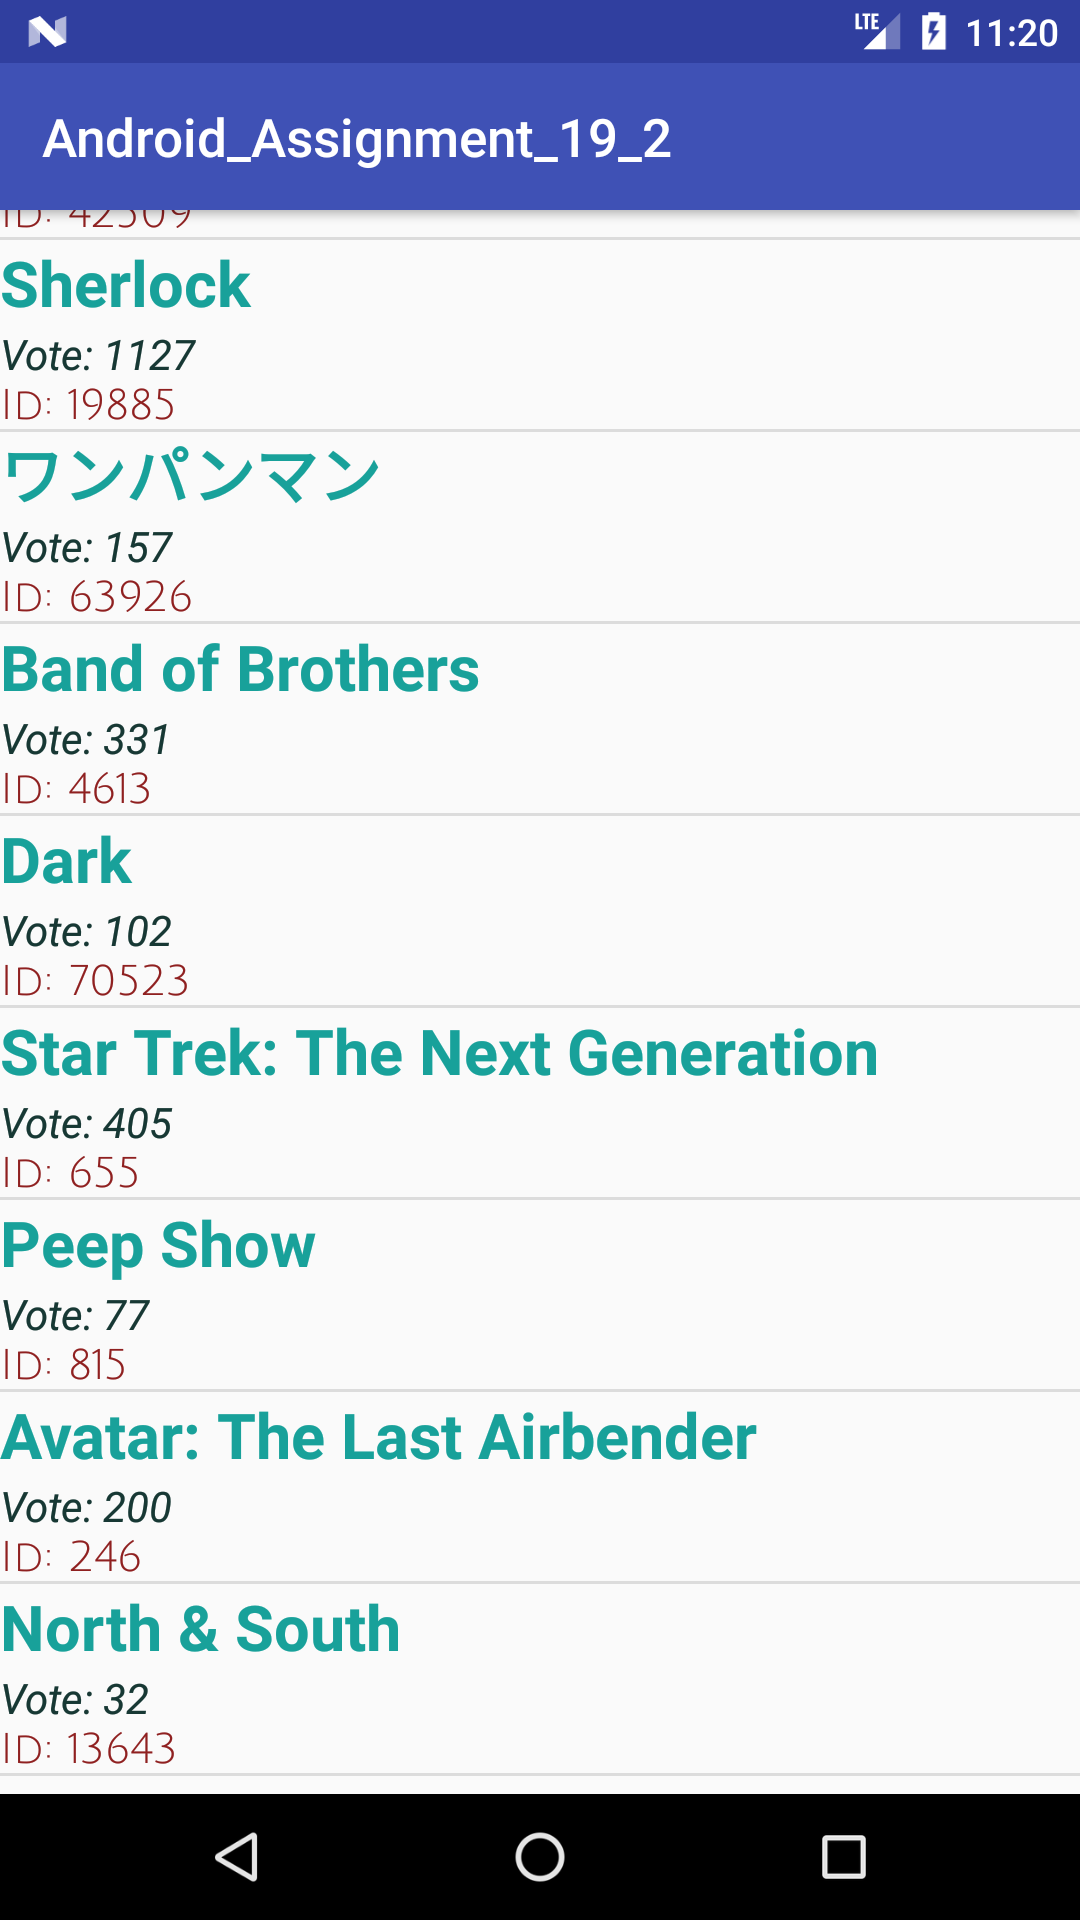 LTE 11:20
Android_Assignment_19_2
ID: 42509
Sherlock
Vote: 1127
ID: 19885
ワンパンマン
Vote: 157
ID: 63926
Band of Brothers
Vote: 331
ID: 4613
Dark
Vote: 102
ID: 70523
Star Trek: The Next Generation
Vote: 405
ID: 655
Peep Show
Vote: 77
ID: 815
Avatar: The Last Airbender
Vote: 200
ID: 246
North & South
Vote: 32
ID: 13643